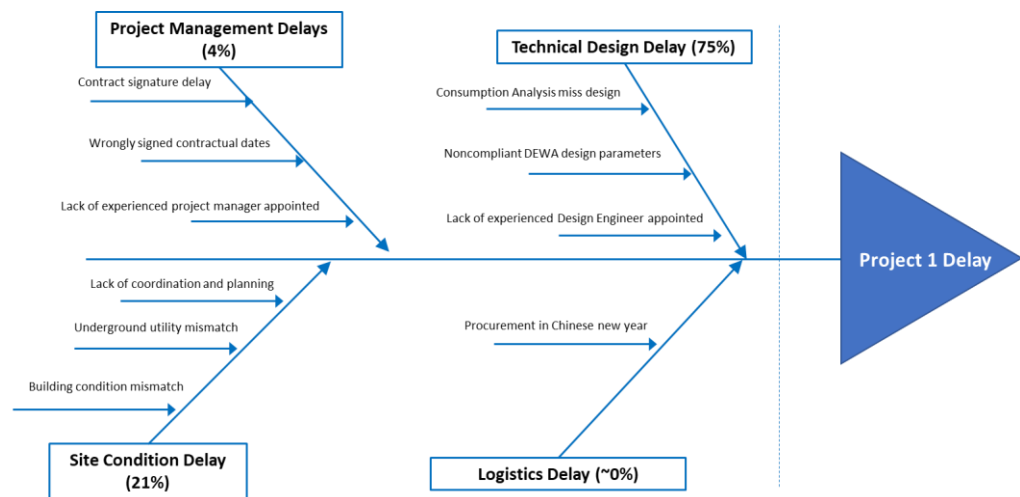 Project Management Delays
(4%)
Contract signature delay
Wrongly signed contractual dates
Lack of experienced project manager appointed
Technical Design Delay (75%)
Consumption Analysis miss design
Noncompliant DEWA design parameters
Lack of experienced Design Engineer appointed
Project 1 Delay
Lack of coordination and planning
Underground utility mismatch
Building condition mismatch
Site Condition Delay
(21%)
Procurement in Chinese new year
Logistics Delay (~0%)